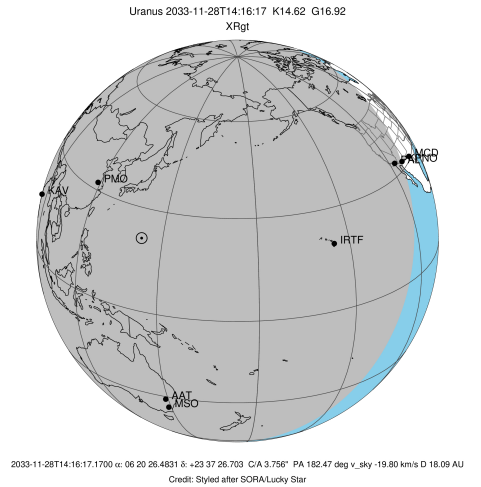 Uranus 2033-11-28T14:16:17 K14.62 G16.92
XRgt
MCD
KAV
PMO
IRTF
AAT
MSO
2033-11-28T14:16:17.1700 α: 06 20 26.4831 δ: +23 37 26.703 C/A 3.756" PA 182.47 deg v_sky -19.80 km/s D 18.09 AU
Credit: Styled after SORA/Lucky Star